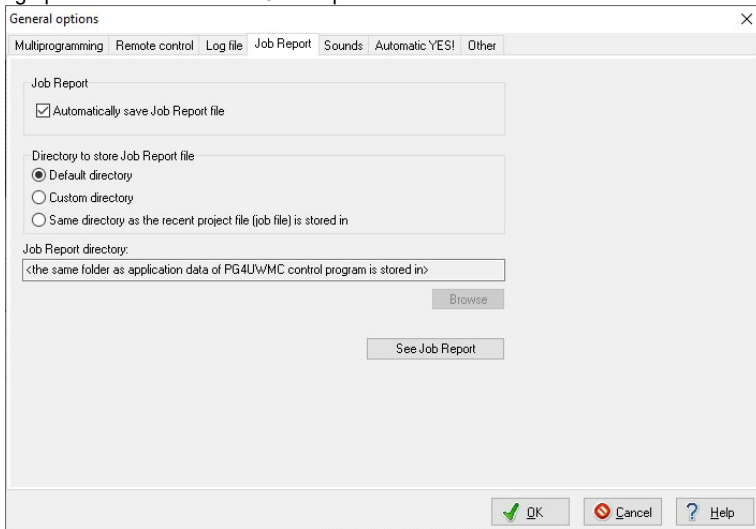 General options
Multiprogramming Remote control Log file Job Report Sounds Automatic YES! Other
Job Report
Automatically save Job Report file
Directory to store Job Report file
Default directory
Custom directory
Same directory as the recent project file (job file) is stored in
Job Report directory:
<the same folder as application data of PG4UWMC control program is stored in>
Browse
See Job Report
OK Cancel ? Help